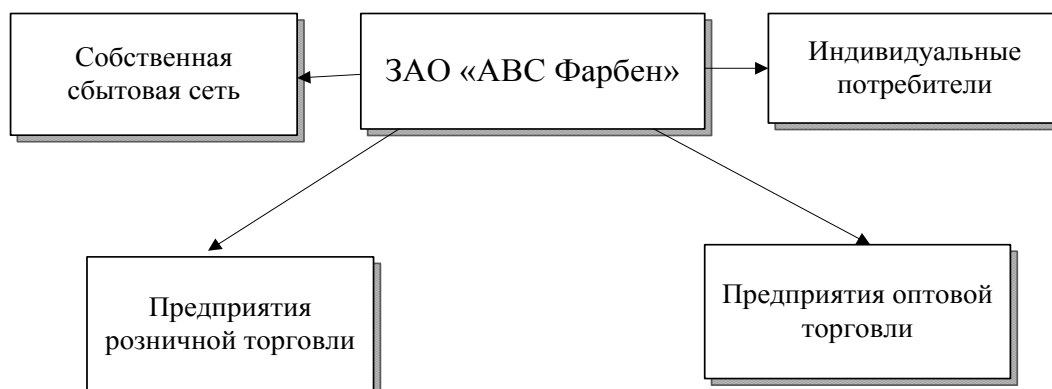 Собственная
сбытовая сеть
ЗАО «АВС Фарбен»
Индивидуальные
потребители
Предприятия
розничной торговли
Предприятия оптовой
торговли